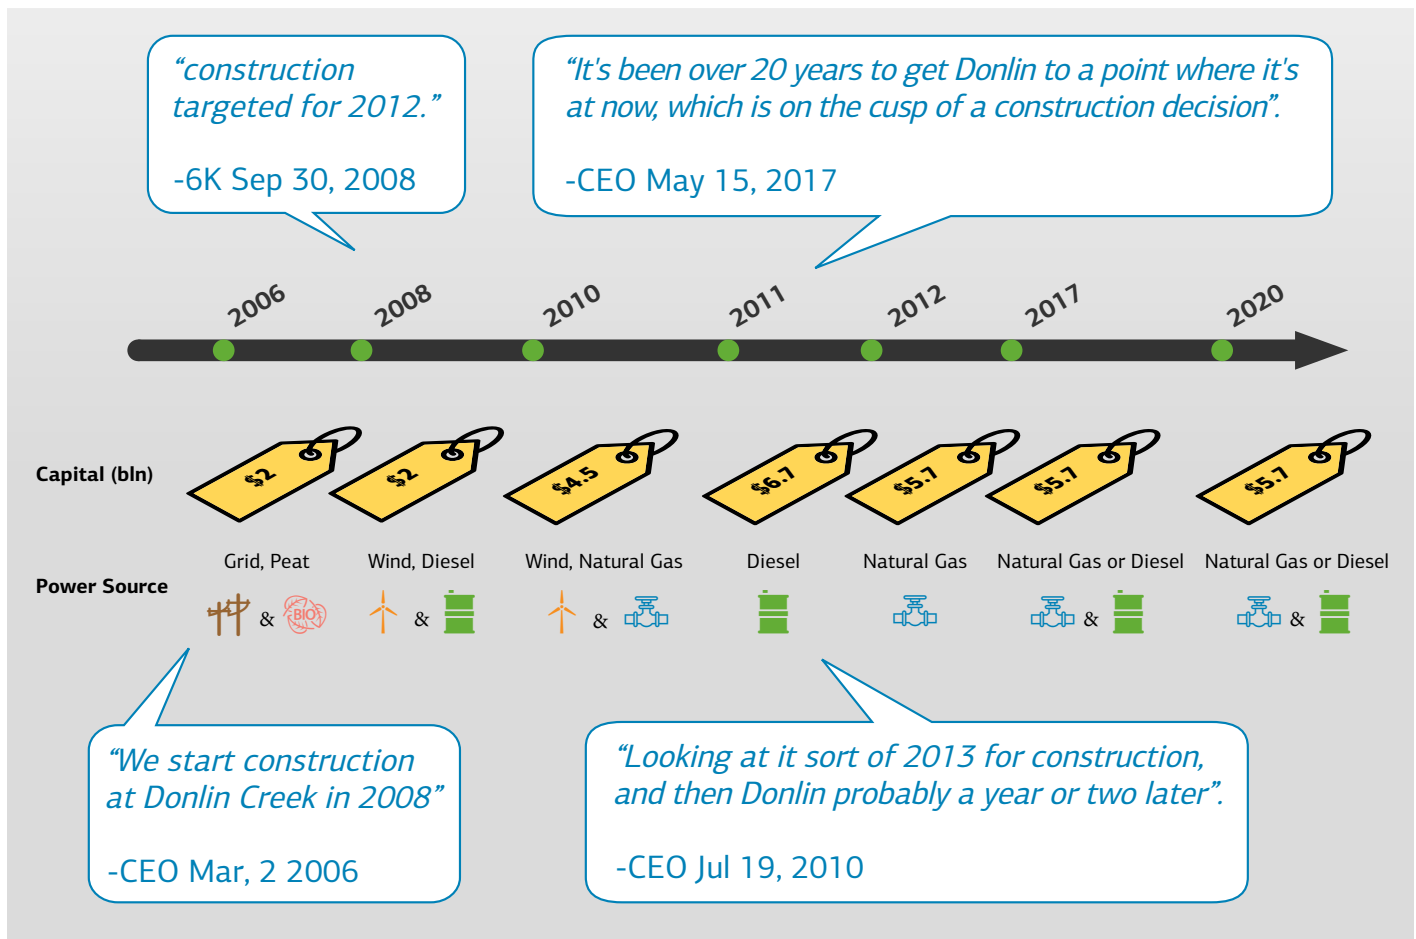 “construction
targeted for 2012.”
-6K Sep 30, 2008
“It's been over 20 years to get Donlin to a point where it's
at now, which is on the cusp of a construction decision”.
-CEO May 15, 2017
2006
2008
2010
2011
2012
2017
2020
Capital (bln)
$2
$2
$4.5
$6.7
$5.7
$5.7
$5.7
Power Source
Grid, Peat
Wind, Diesel
Wind, Natural Gas
Diesel
Natural Gas
Natural Gas or Diesel
Natural Gas or Diesel
& BIO
&
&
&
&
“We start construction
at Donlin Creek in 2008”
-CEO Mar, 2 2006
“Looking at it sort of 2013 for construction,
and then Donlin probably a year or two later”.
-CEO Jul 19, 2010